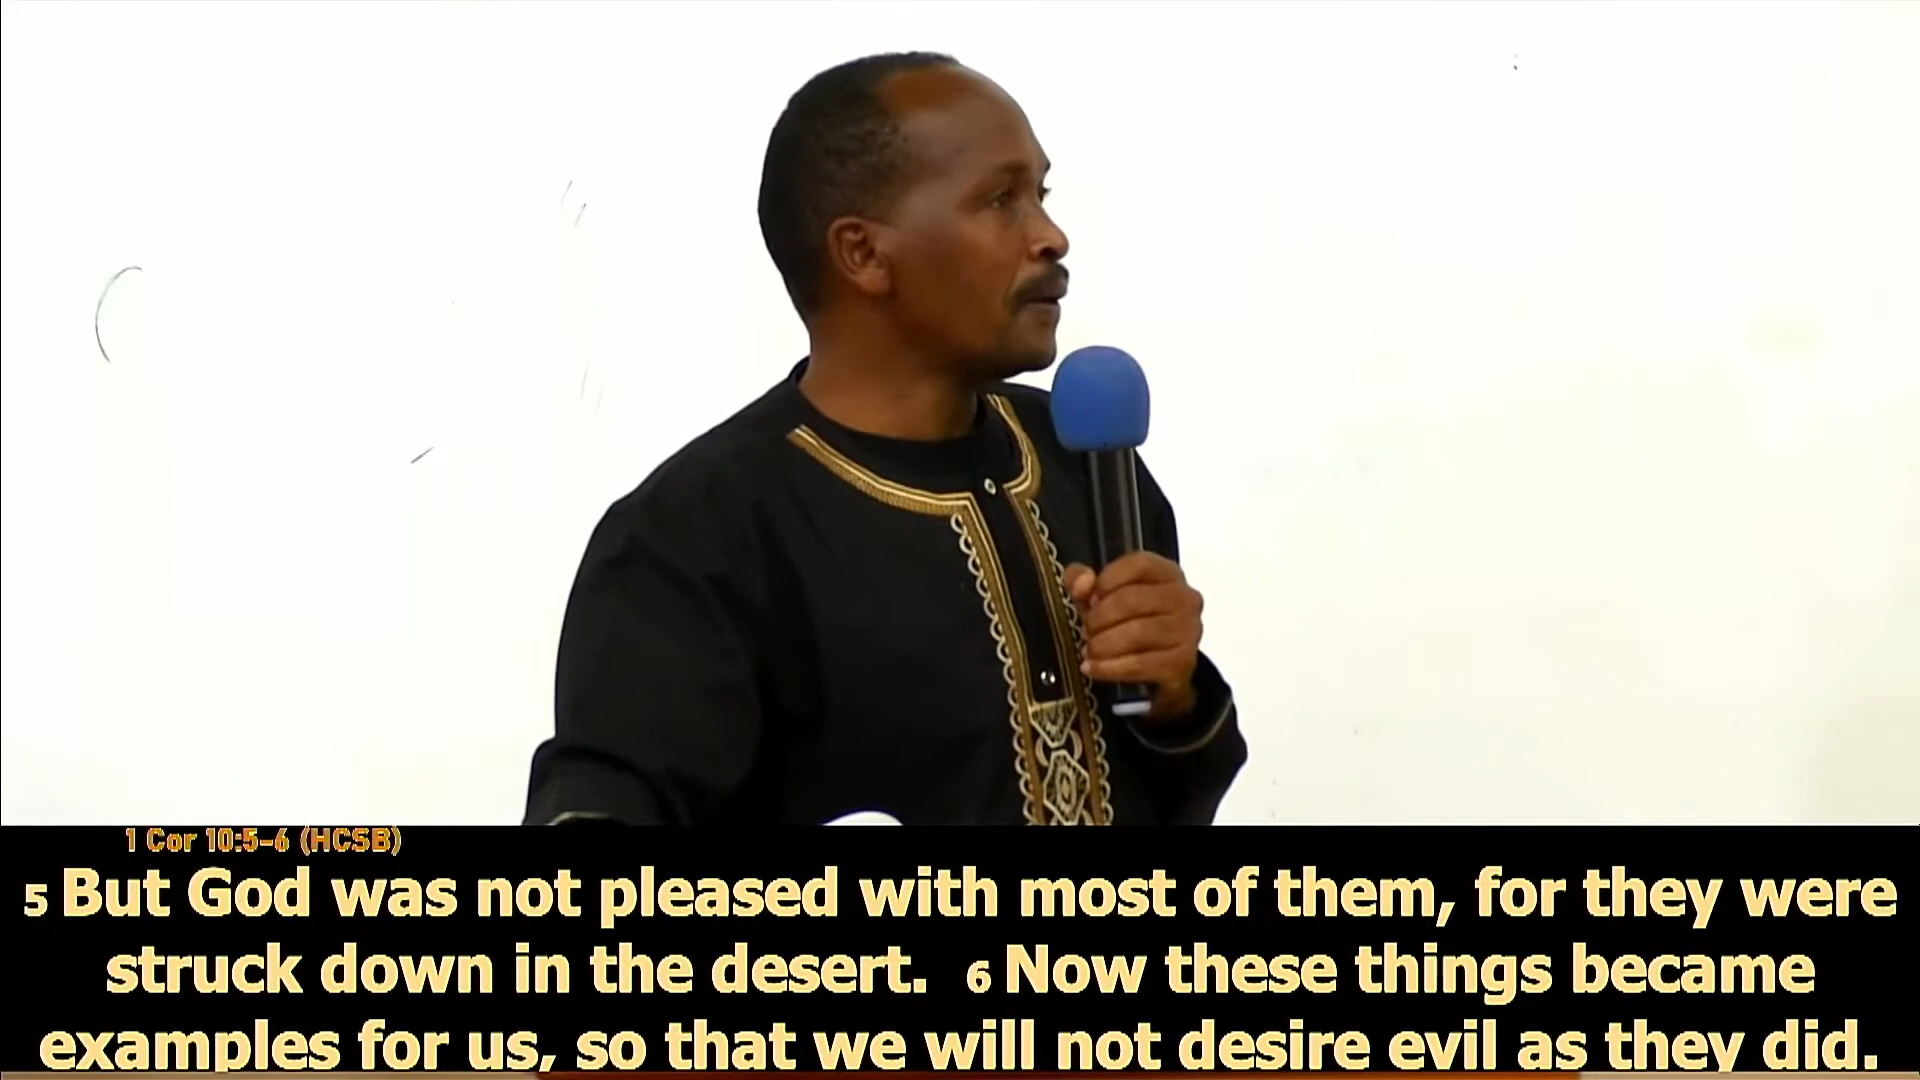 1 Cor 10:5-6 (HCSB)
5 But God was not pleased with most of them, for they were
struck down in the desert. 6 Now these things became
examples for us, so that we will not desire evil as they did.